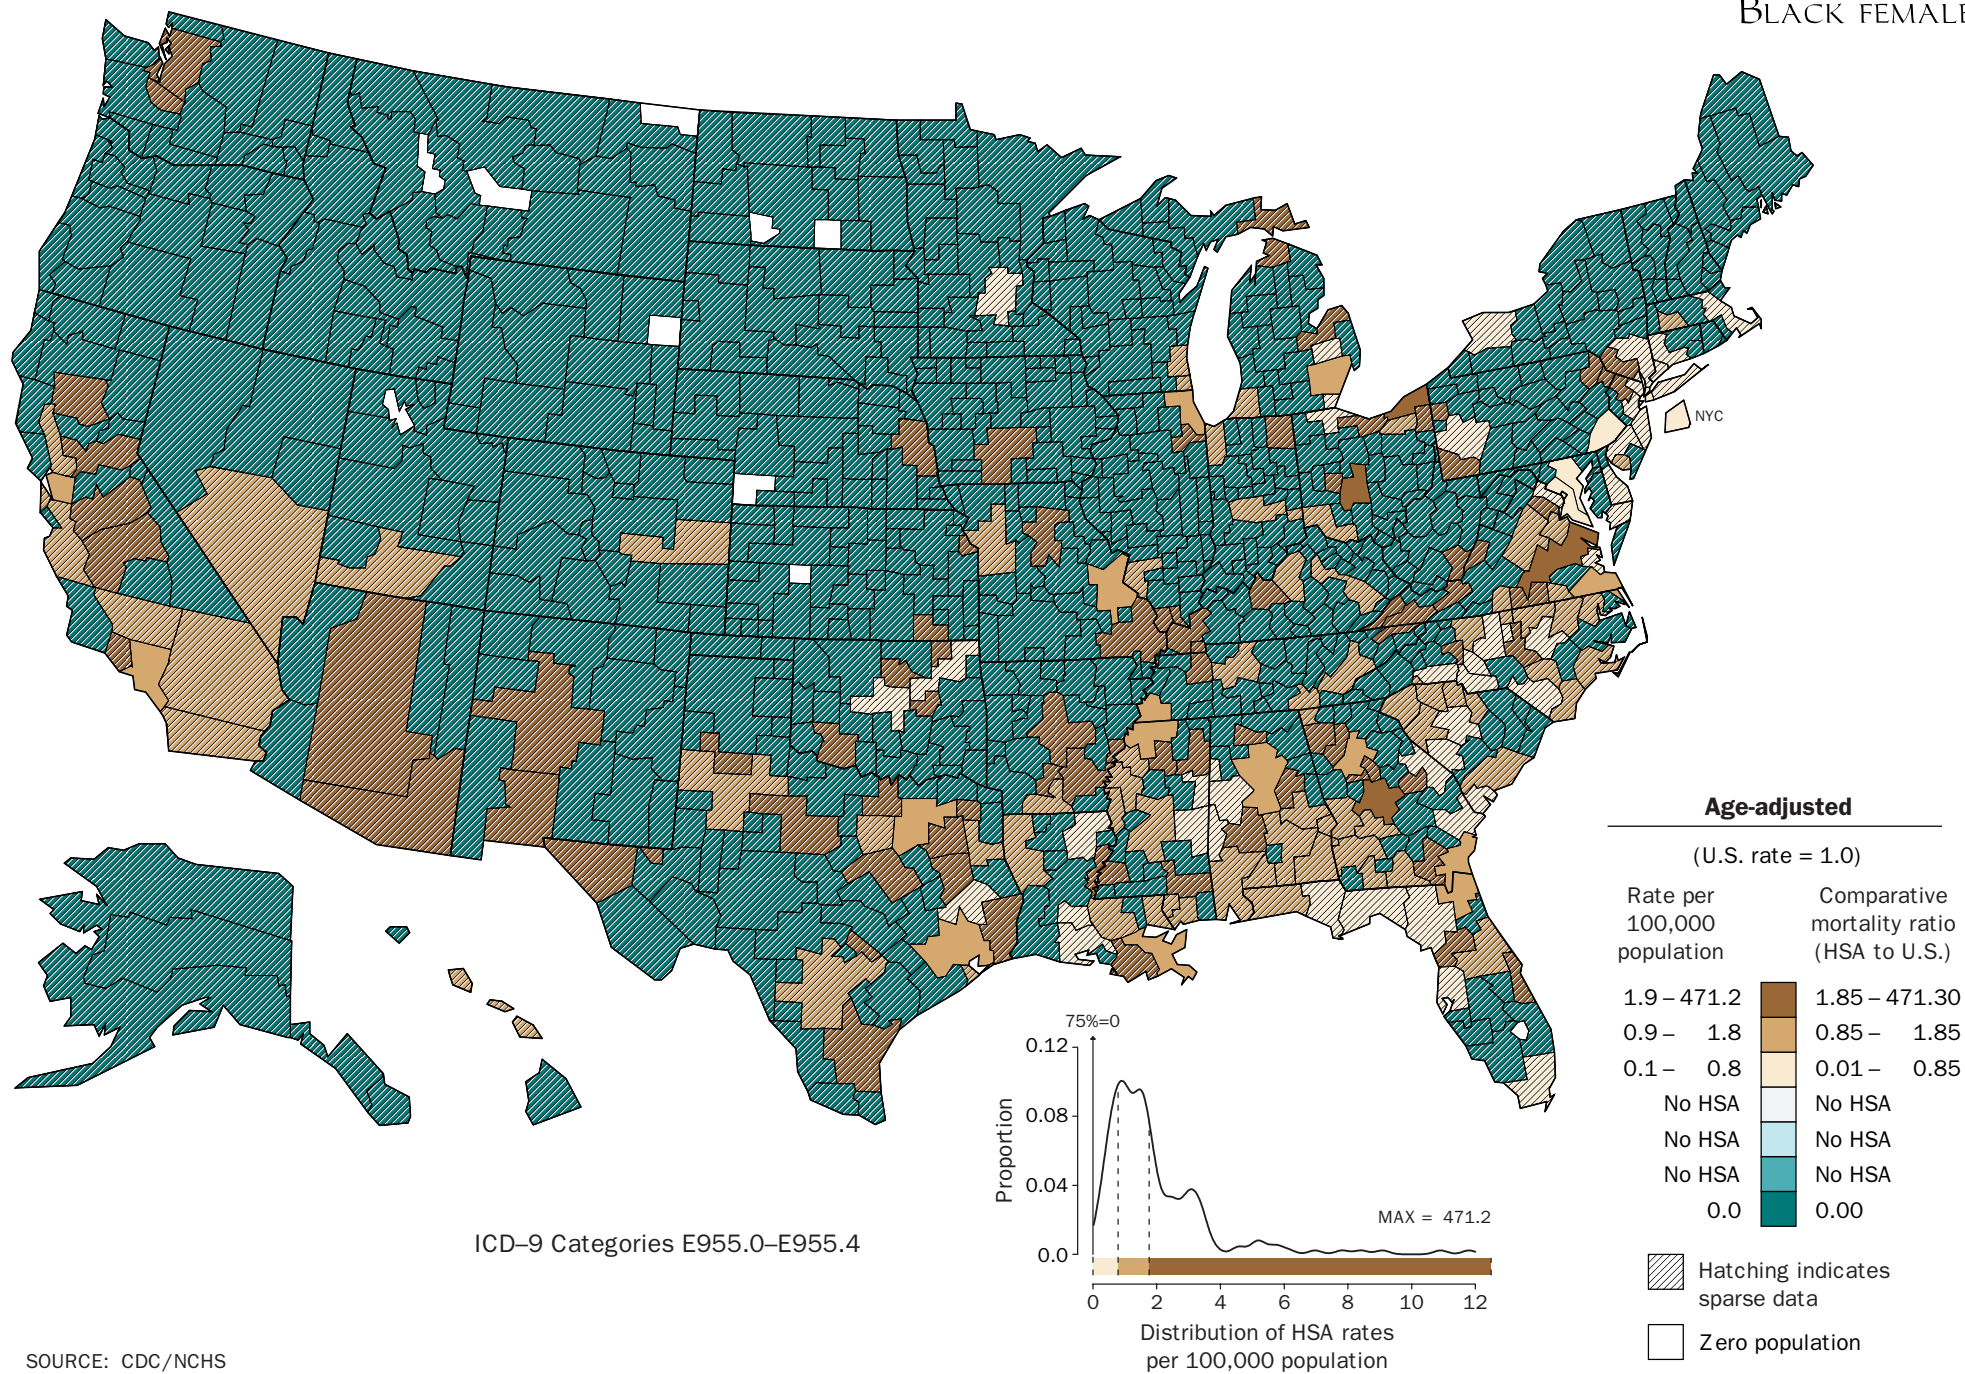 BLACK FEMALE
NYC
Age-adjusted
(U.S. rate = 1.0)
Rate per
100,000
population
Comparative
mortality ratio
(HSA to U.S.)
1.9 – 471.2 1.85 – 471.30
0.9 – 1.8 0.85 – 1.85
0.1 – 0.8 0.01 – 0.85
No HSA No HSA
No HSA No HSA
No HSA No HSA
0.0 0.00
Hatching indicates
sparse data
Zero population
75%=0
0.12
0.08
0.04
0.0
Proportion
MAX = 471.2
0 2 4 6 8 10 12
Distribution of HSA rates
per 100,000 population
ICD–9 Categories E955.0–E955.4
SOURCE: CDC/NCHS